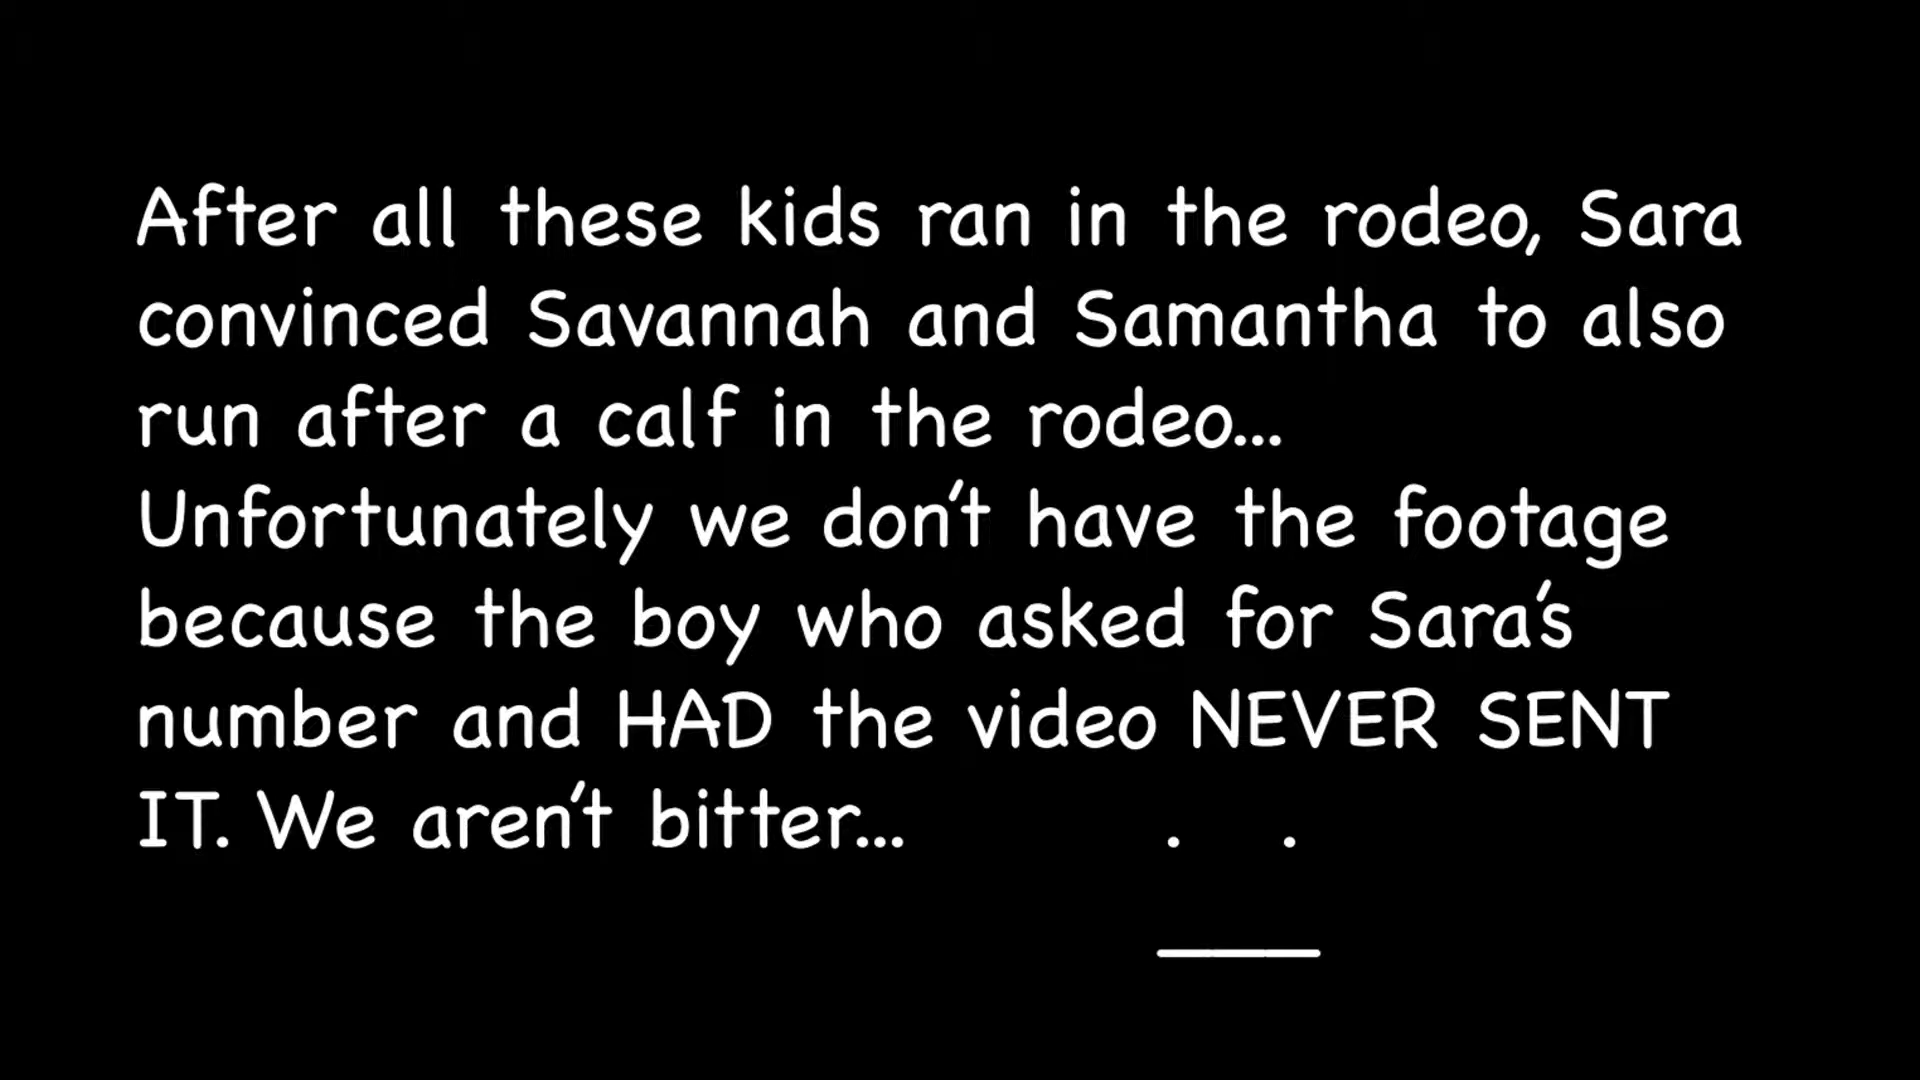 After all these kids ran in the rodeo, Sara
convinced Savannah and Samantha to also
run after a calf in the rodeo...
Unfortunately we don't have the footage
because the boy who asked for Sara's
number and HAD the video NEVER SENT
IT. We aren't bitter... . .
___